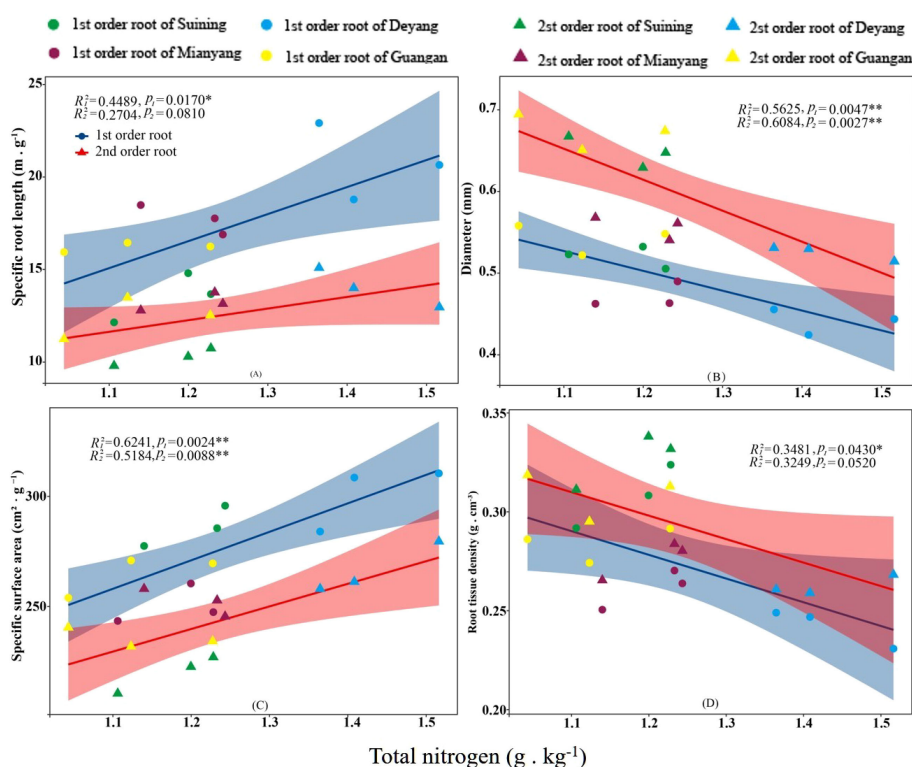 1st order root of Suining 1st order root of Deyang 2st order root of Suining 2st order root of Deyang
1st order root of Mianyang 1st order root of Guangan 2st order root of Mianyang 2st order root of Guangan
25
20
15
10
Specific root length (m · g⁻¹)
R₁²=0.4489, P₁=0.0170*
R₂²=0.2704, P₂=0.0810
1st order root
2nd order root
(A)
1.1 1.2 1.3 1.4 1.5
0.7
0.6
0.5
0.4
Diameter (mm)
R₁²=0.5625, P₁=0.0047**
R₂²=0.6084, P₂=0.0027**
(B)
1.1 1.2 1.3 1.4 1.5
300
250
Specific surface area (cm² · g⁻¹)
R₁²=0.6241, P₁=0.0024**
R₂²=0.5184, P₂=0.0088**
(C)
1.1 1.2 1.3 1.4 1.5
0.35
0.30
0.25
0.20
Root tissue density (g · cm⁻³)
R₁²=0.3481, P₁=0.0430*
R₂²=0.3249, P₂=0.0520
(D)
1.1 1.2 1.3 1.4 1.5
Total nitrogen (g . kg⁻¹)